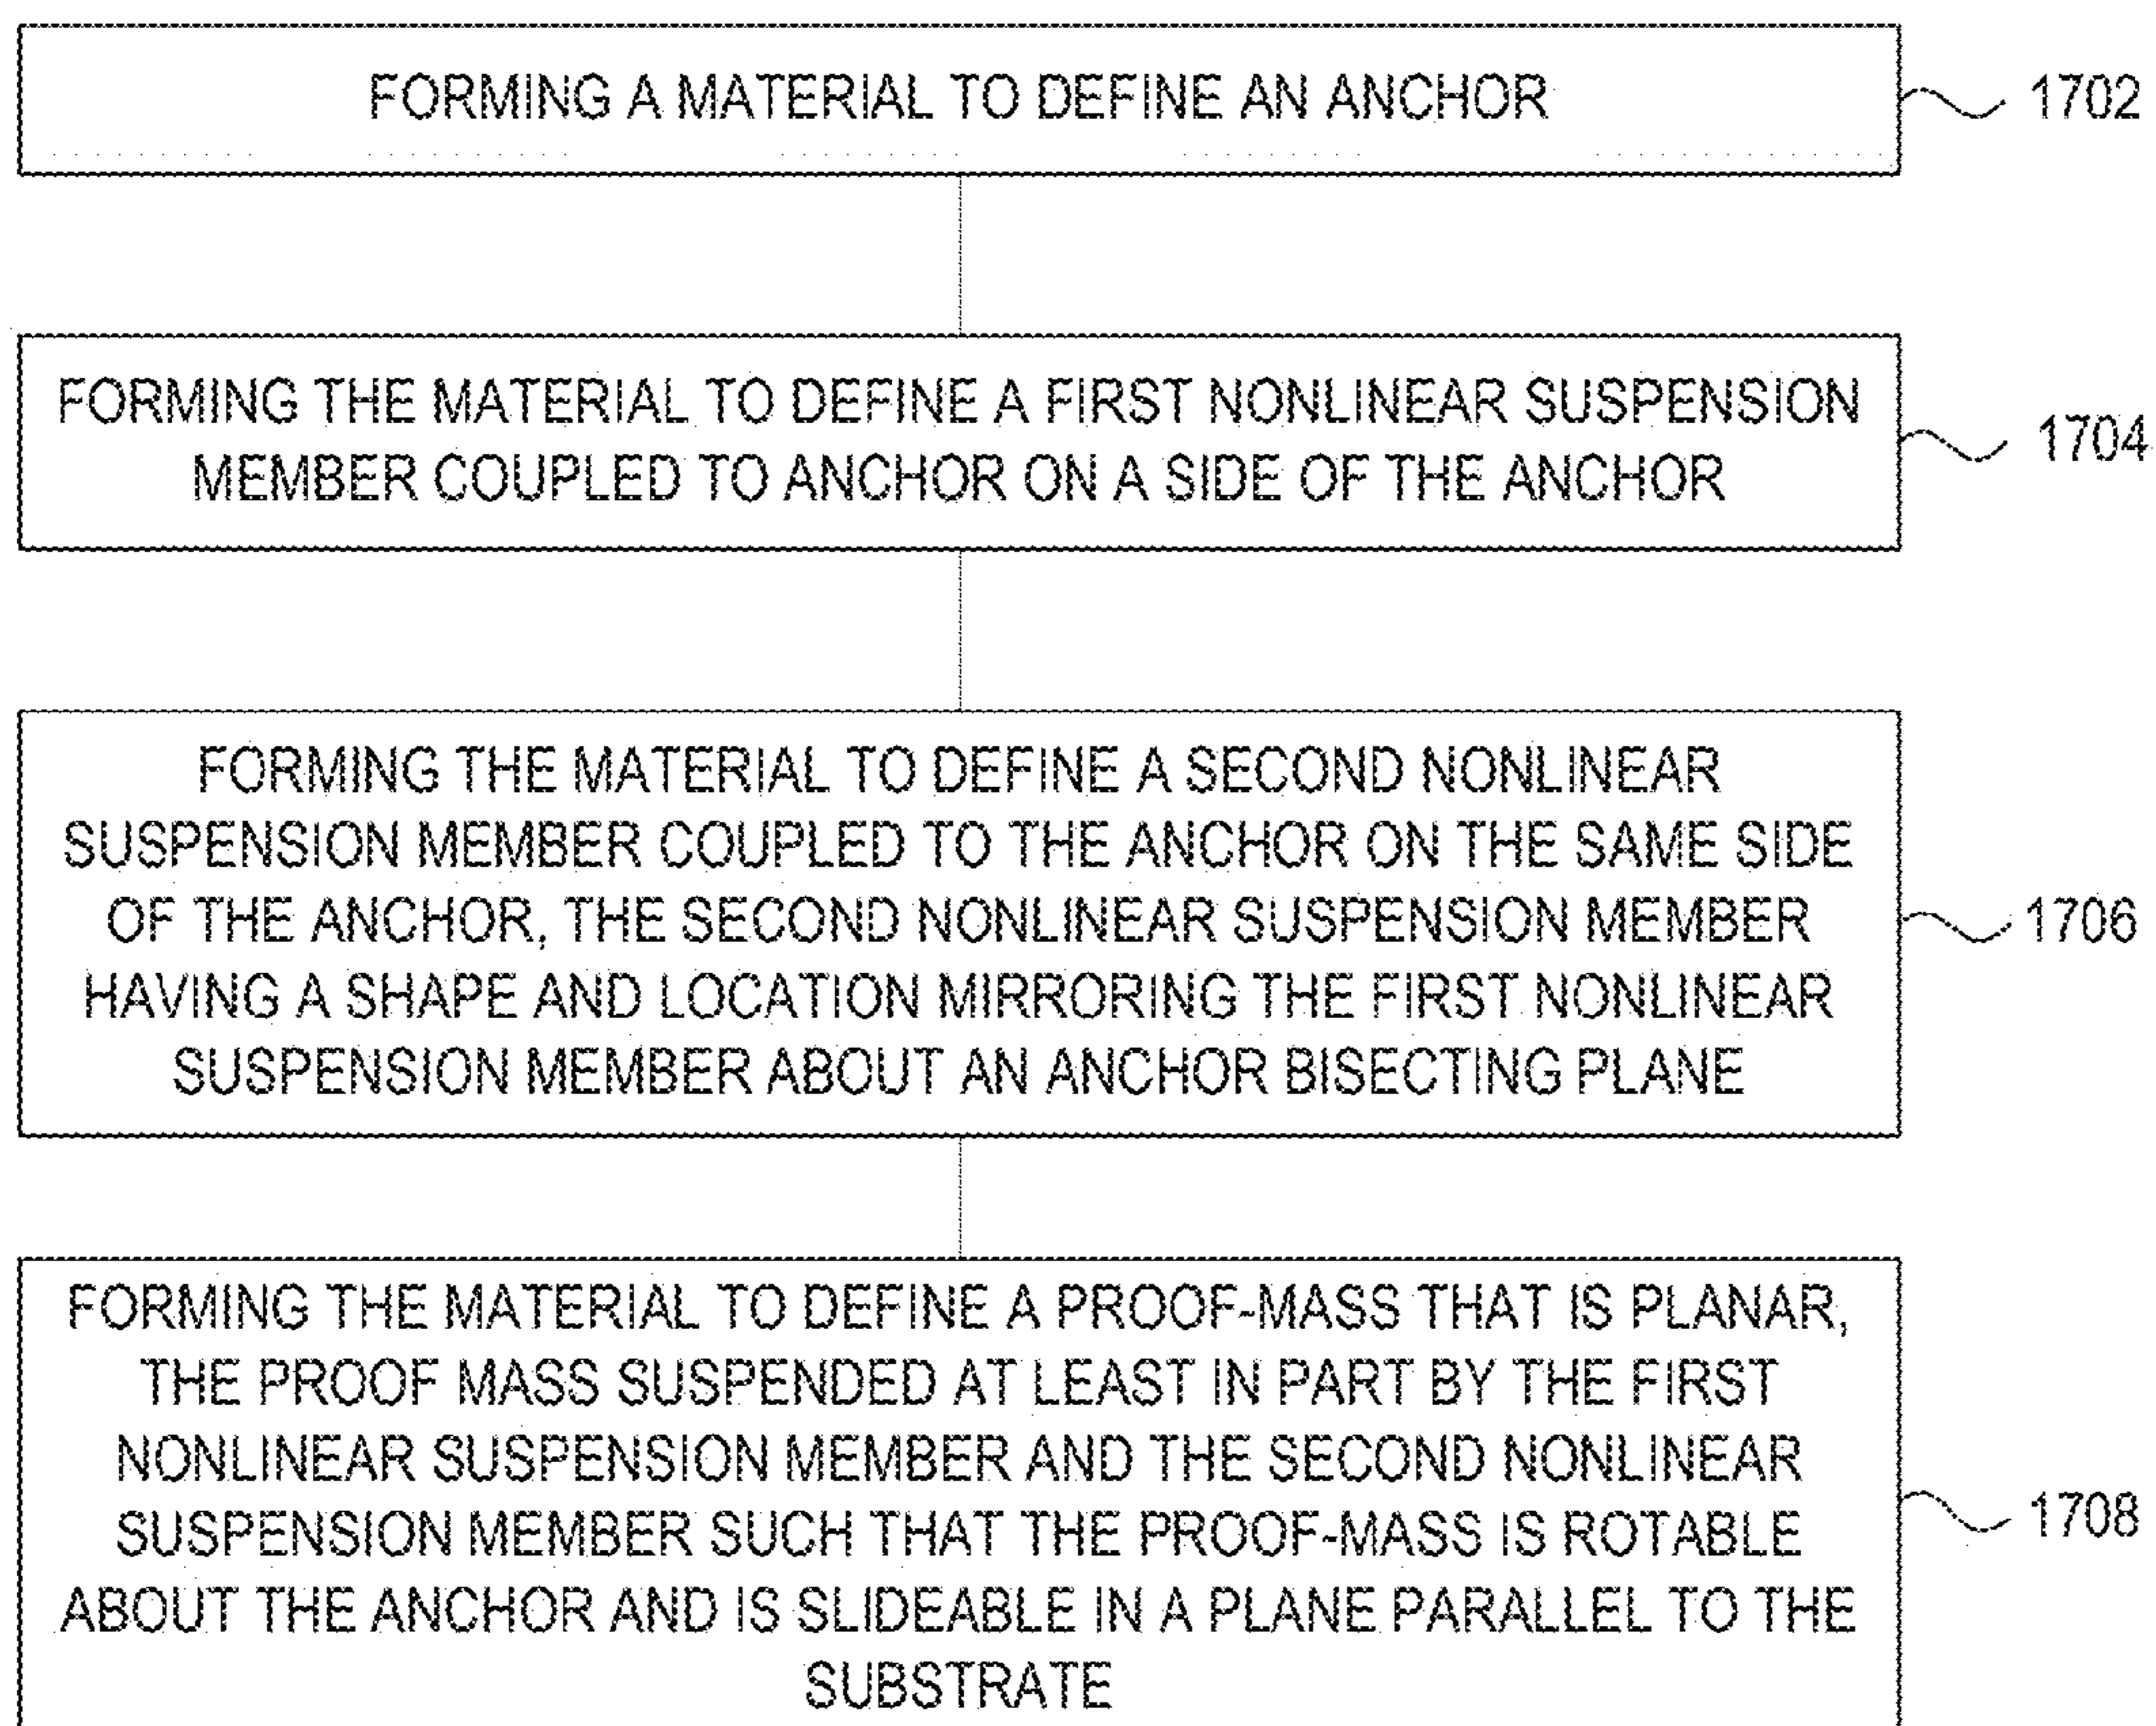 FORMING A MATERIAL TO DEFINE AN ANCHOR
1702
FORMING THE MATERIAL TO DEFINE A FIRST NONLINEAR SUSPENSION
MEMBER COUPLED TO ANCHOR ON A SIDE OF THE ANCHOR
1704
FORMING THE MATERIAL TO DEFINE A SECOND NONLINEAR
SUSPENSION MEMBER COUPLED TO THE ANCHOR ON THE SAME SIDE
OF THE ANCHOR, THE SECOND NONLINEAR SUSPENSION MEMBER
HAVING A SHAPE AND LOCATION MIRRORING THE FIRST NONLINEAR
SUSPENSION MEMBER ABOUT AN ANCHOR BISECTING PLANE
1706
FORMING THE MATERIAL TO DEFINE A PROOF-MASS THAT IS PLANAR,
THE PROOF MASS SUSPENDED AT LEAST IN PART BY THE FIRST
NONLINEAR SUSPENSION MEMBER AND THE SECOND NONLINEAR
SUSPENSION MEMBER SUCH THAT THE PROOF-MASS IS ROTABLE
ABOUT THE ANCHOR AND IS SLIDEABLE IN A PLANE PARALLEL TO THE
SUBSTRATE
1708